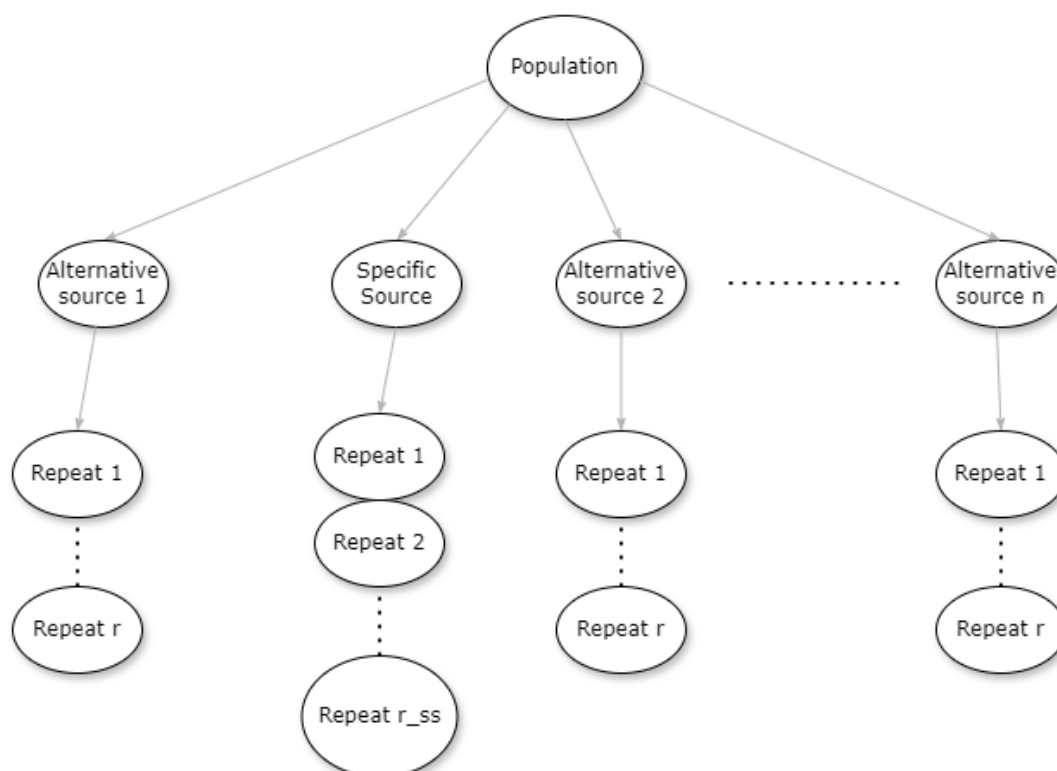 Population
Alternative
source 1
Specific
Source
Alternative
source 2
Alternative
source n
Repeat 1
Repeat 1
Repeat 1
Repeat 1
Repeat 2
Repeat r
Repeat r
Repeat r
Repeat r_ss